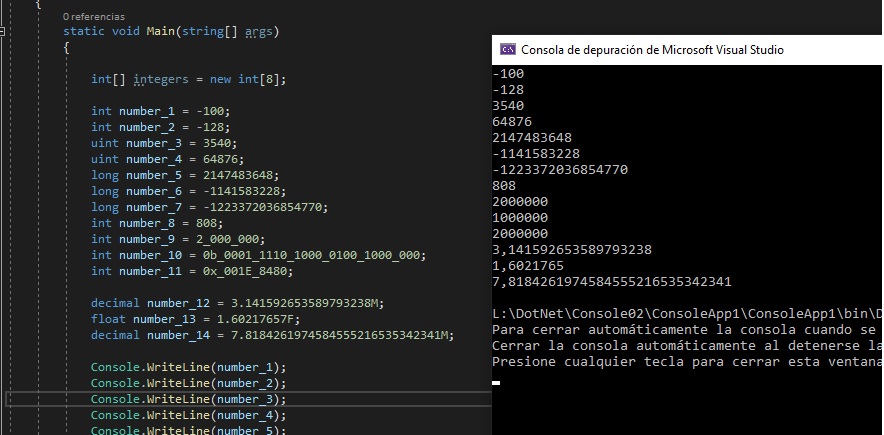 {
0 referencias
static void Main(string[] args)
{
int[] integers = new int[8];
int number_1 = -100;
int number_2 = -128;
uint number_3 = 3540;
uint number_4 = 64876;
long number_5 = 2147483648;
long number_6 = -1141583228;
long number_7 = -1223372036854770;
int number_8 = 808;
int number_9 = 2_000_000;
int number_10 = 0b_0001_1110_1000_0100_1000_000;
int number_11 = 0x_001E_8480;
decimal number_12 = 3.141592653589793238M;
float number_13 = 1.60217657F;
decimal number_14 = 7.8184261974584555216535342341M;
Console.WriteLine(number_1);
Console.WriteLine(number_2);
Console.WriteLine(number_3);
Console.WriteLine(number_4);
Console.WriteLine(number_5);
Consola de depuración de Microsoft Visual Studio
-100
-128
3540
64876
2147483648
-1141583228
-1223372036854770
808
2000000
1000000
2000000
3,141592653589793238
1,6021765
7,8184261974584555216535342341
L:\DotNet\Console02\ConsoleApp1\ConsoleApp1\bin\D
Para cerrar automáticamente la consola cuando se
Cerrar la consola automáticamente al detenerse la
Presione cualquier tecla para cerrar esta ventana